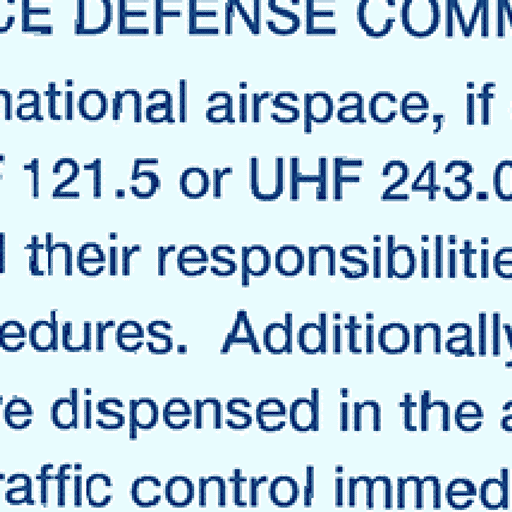 CE DEFENSE COMM
national airspace, if
F 121.5 or UHF 243.0
d their responsibilitie
edures.  Additionally
re dispensed in the a
raffic control immed